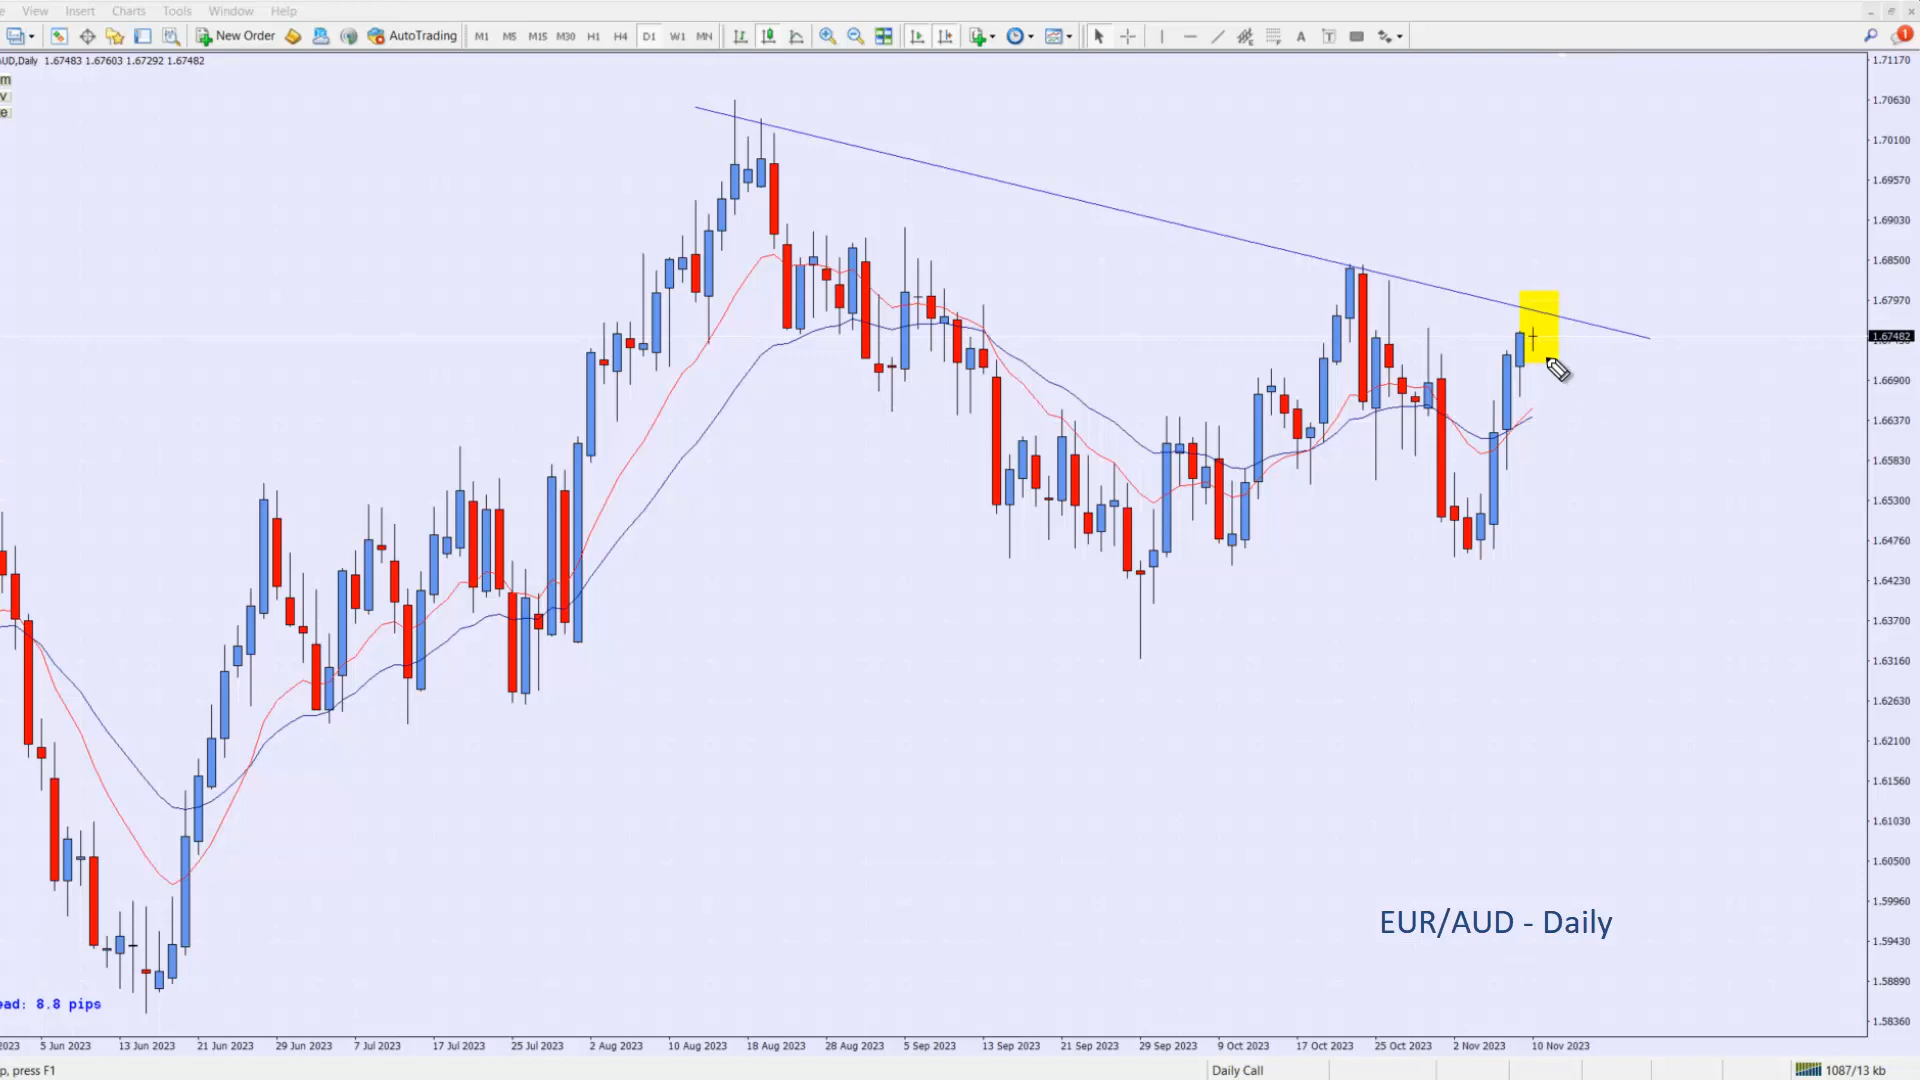 e View Insert Charts Tools Window Help
New Order AutoTrading M1 M5 M15 M30 H1 H4 D1 W1 MN A T 1
AUD,Daily 1.67483 1.67603 1.67292 1.67482
m
v
e
1.71170
1.70630
1.70100
1.69570
1.69030
1.68500
1.67970
1.67482
1.66900
1.66370
1.65830
1.65300
1.64760
1.64230
1.63700
1.63160
1.62630
1.62100
1.61560
1.61030
1.60500
1.59960
1.59430
1.58890
1.58360
EUR/AUD - Daily
ead: 8.8 pips
2023 5 Jun 2023 13 Jun 2023 21 Jun 2023 29 Jun 2023 7 Jul 2023 17 Jul 2023 25 Jul 2023 2 Aug 2023 10 Aug 2023 18 Aug 2023 28 Aug 2023 5 Sep 2023 13 Sep 2023 21 Sep 2023 29 Sep 2023 9 Oct 2023 17 Oct 2023 25 Oct 2023 2 Nov 2023 10 Nov 2023
p, press F1 Daily Call 1087/13 kb